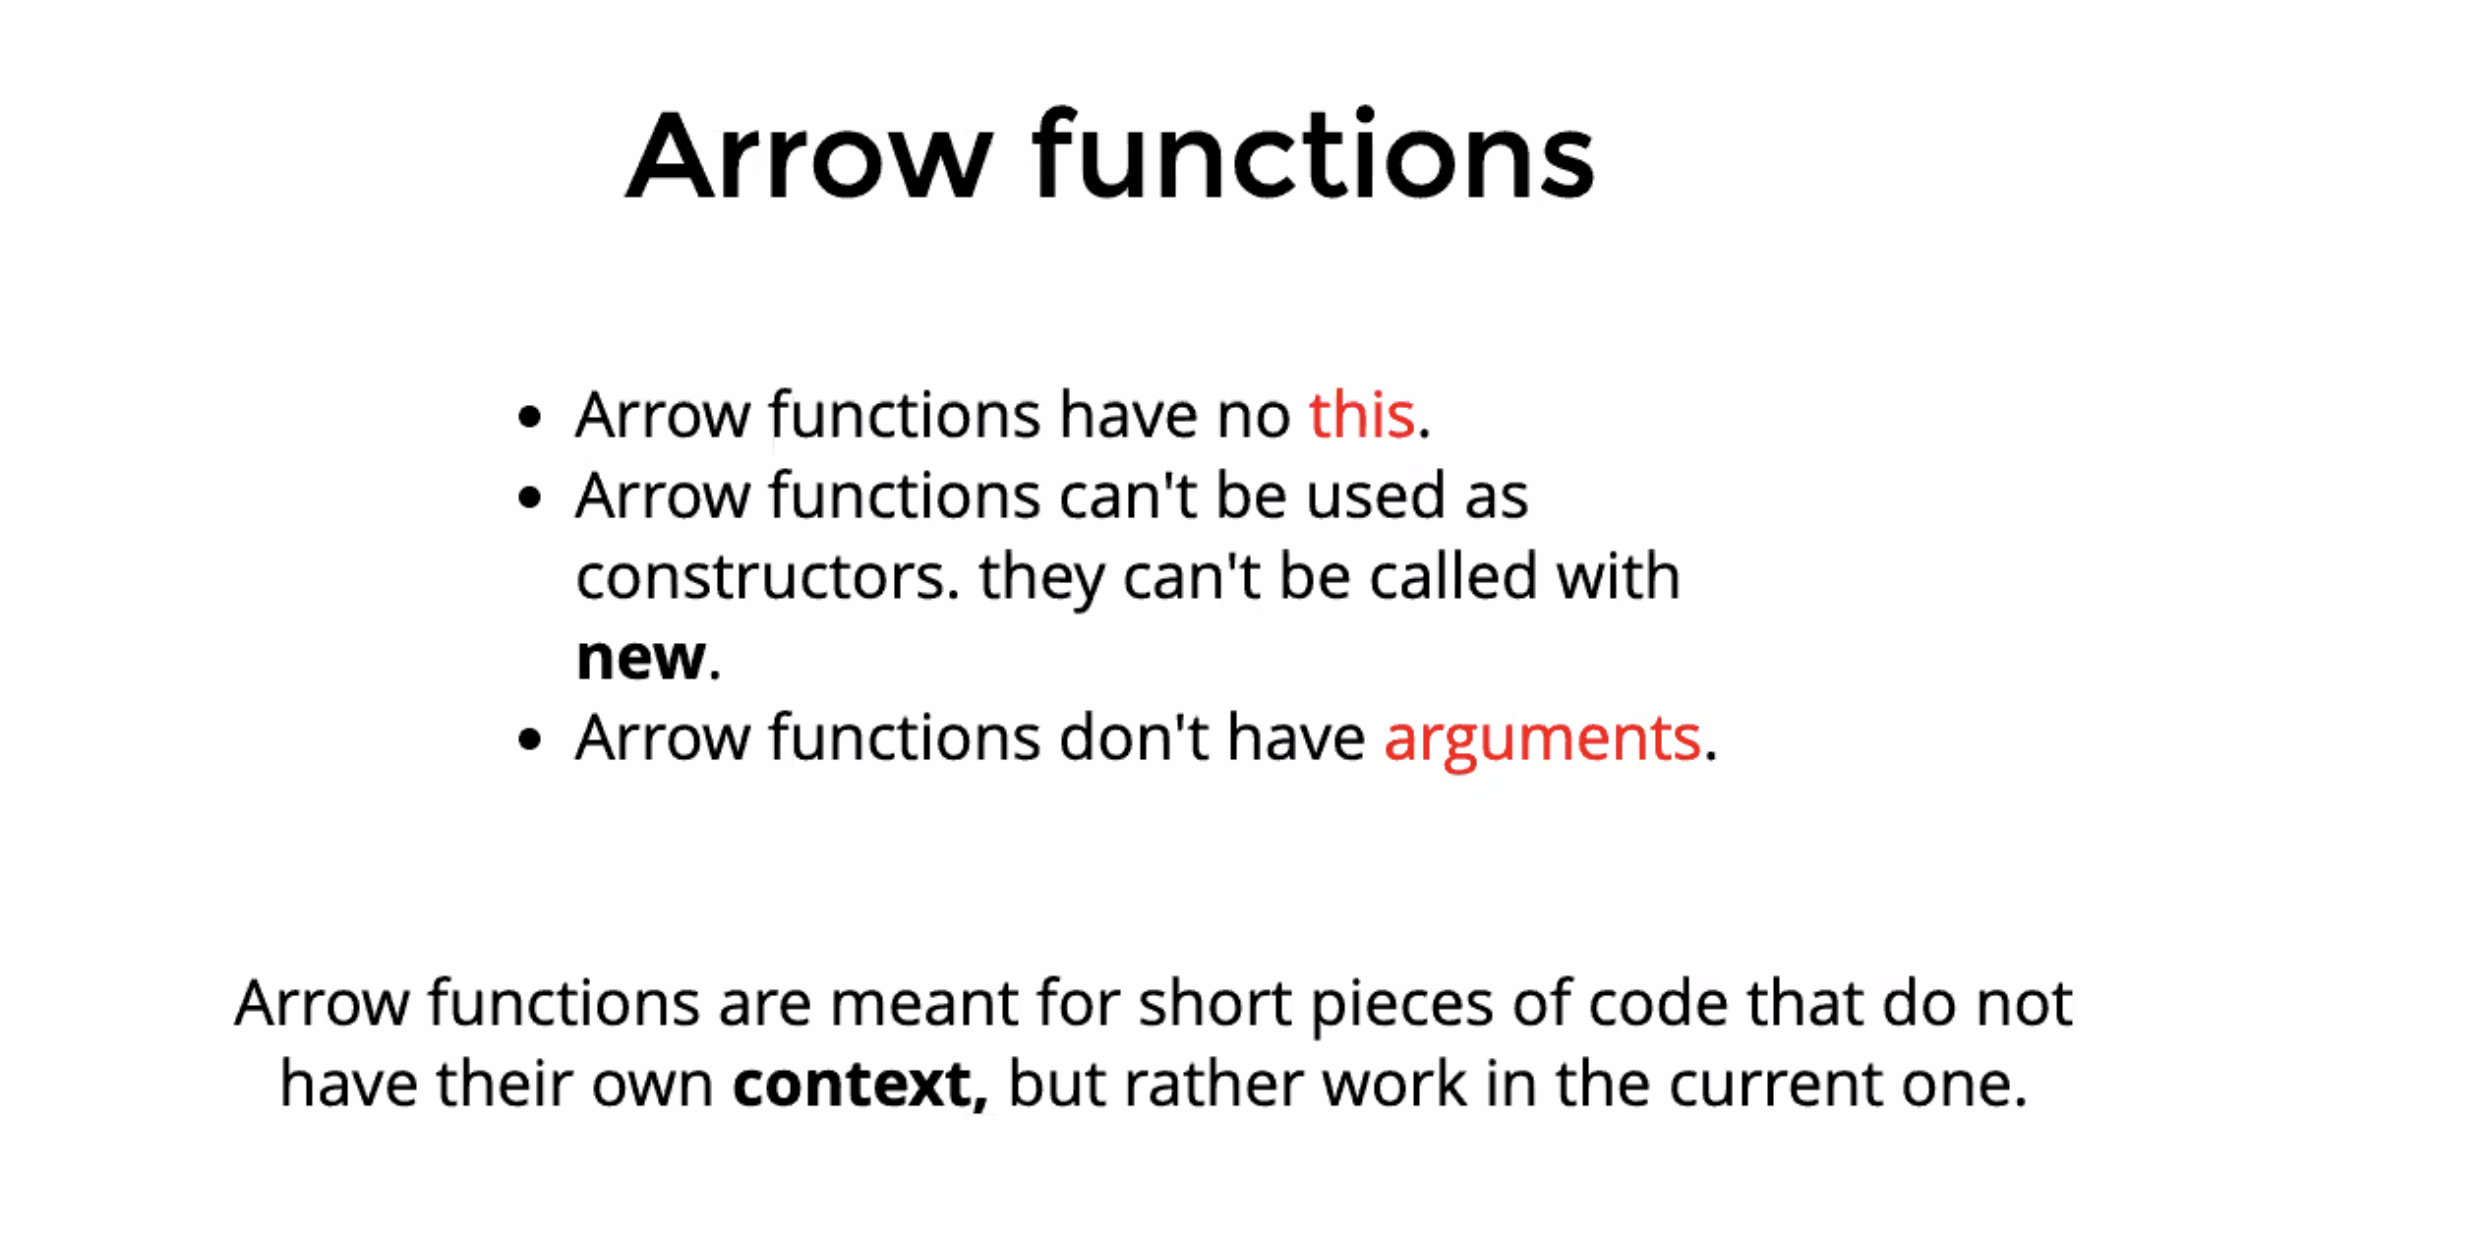 Arrow functions
• Arrow functions have no this.
• Arrow functions can't be used as
constructors. they can't be called with
new.
• Arrow functions don't have arguments.
Arrow functions are meant for short pieces of code that do not
have their own context, but rather work in the current one.